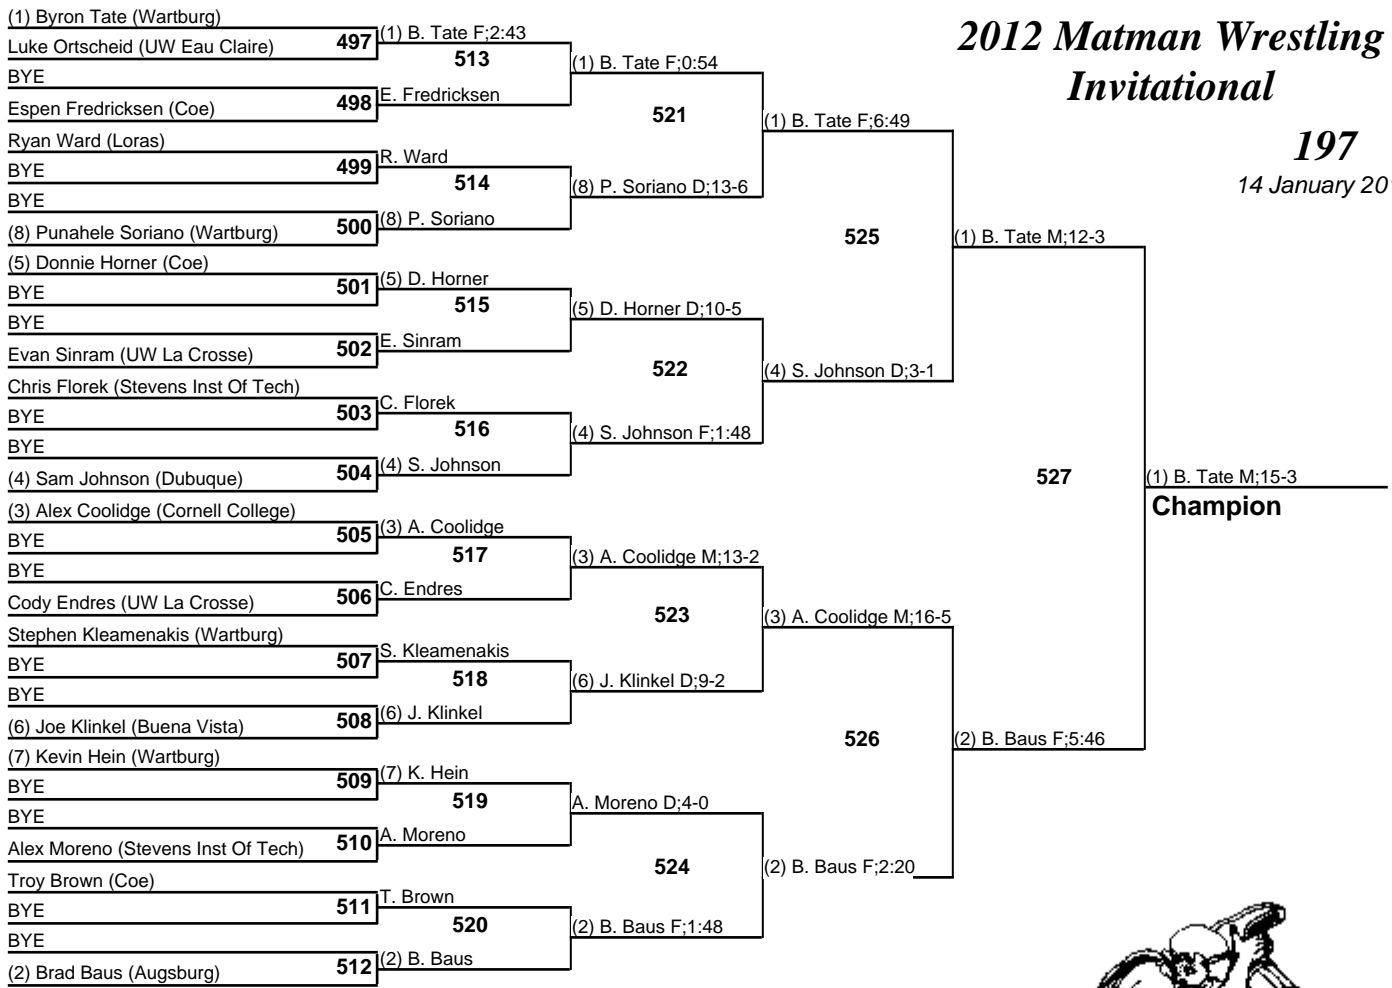 2012 Matman Wrestling
Invitational
197
14 January 20
(1) Byron Tate (Wartburg)
Luke Ortscheid (UW Eau Claire)
BYE
Espen Fredricksen (Coe)
Ryan Ward (Loras)
BYE
BYE
(8) Punahele Soriano (Wartburg)
(5) Donnie Horner (Coe)
BYE
BYE
Evan Sinram (UW La Crosse)
Chris Florek (Stevens Inst Of Tech)
BYE
BYE
(4) Sam Johnson (Dubuque)
(3) Alex Coolidge (Cornell College)
BYE
BYE
Cody Endres (UW La Crosse)
Stephen Kleamenakis (Wartburg)
BYE
BYE
(6) Joe Klinkel (Buena Vista)
(7) Kevin Hein (Wartburg)
BYE
BYE
Alex Moreno (Stevens Inst Of Tech)
Troy Brown (Coe)
BYE
BYE
(2) Brad Baus (Augsburg)
497
498
499
500
501
502
503
504
505
506
507
508
509
510
511
512
(1) B. Tate F;2:43
513
E. Fredricksen
R. Ward
514
(8) P. Soriano
(5) D. Horner
515
E. Sinram
C. Florek
516
(4) S. Johnson
(3) A. Coolidge
517
C. Endres
S. Kleamenakis
518
(6) J. Klinkel
(7) K. Hein
519
A. Moreno
T. Brown
520
(2) B. Baus
(1) B. Tate F;0:54
521
(8) P. Soriano D;13-6
(5) D. Horner D;10-5
522
(4) S. Johnson F;1:48
(3) A. Coolidge M;13-2
523
(6) J. Klinkel D;9-2
A. Moreno D;4-0
524
(2) B. Baus F;1:48
(1) B. Tate F;6:49
525
(4) S. Johnson D;3-1
(3) A. Coolidge M;16-5
526
(2) B. Baus F;2:20
(1) B. Tate M;12-3
527
(2) B. Baus F;5:46
(1) B. Tate M;15-3
Champion